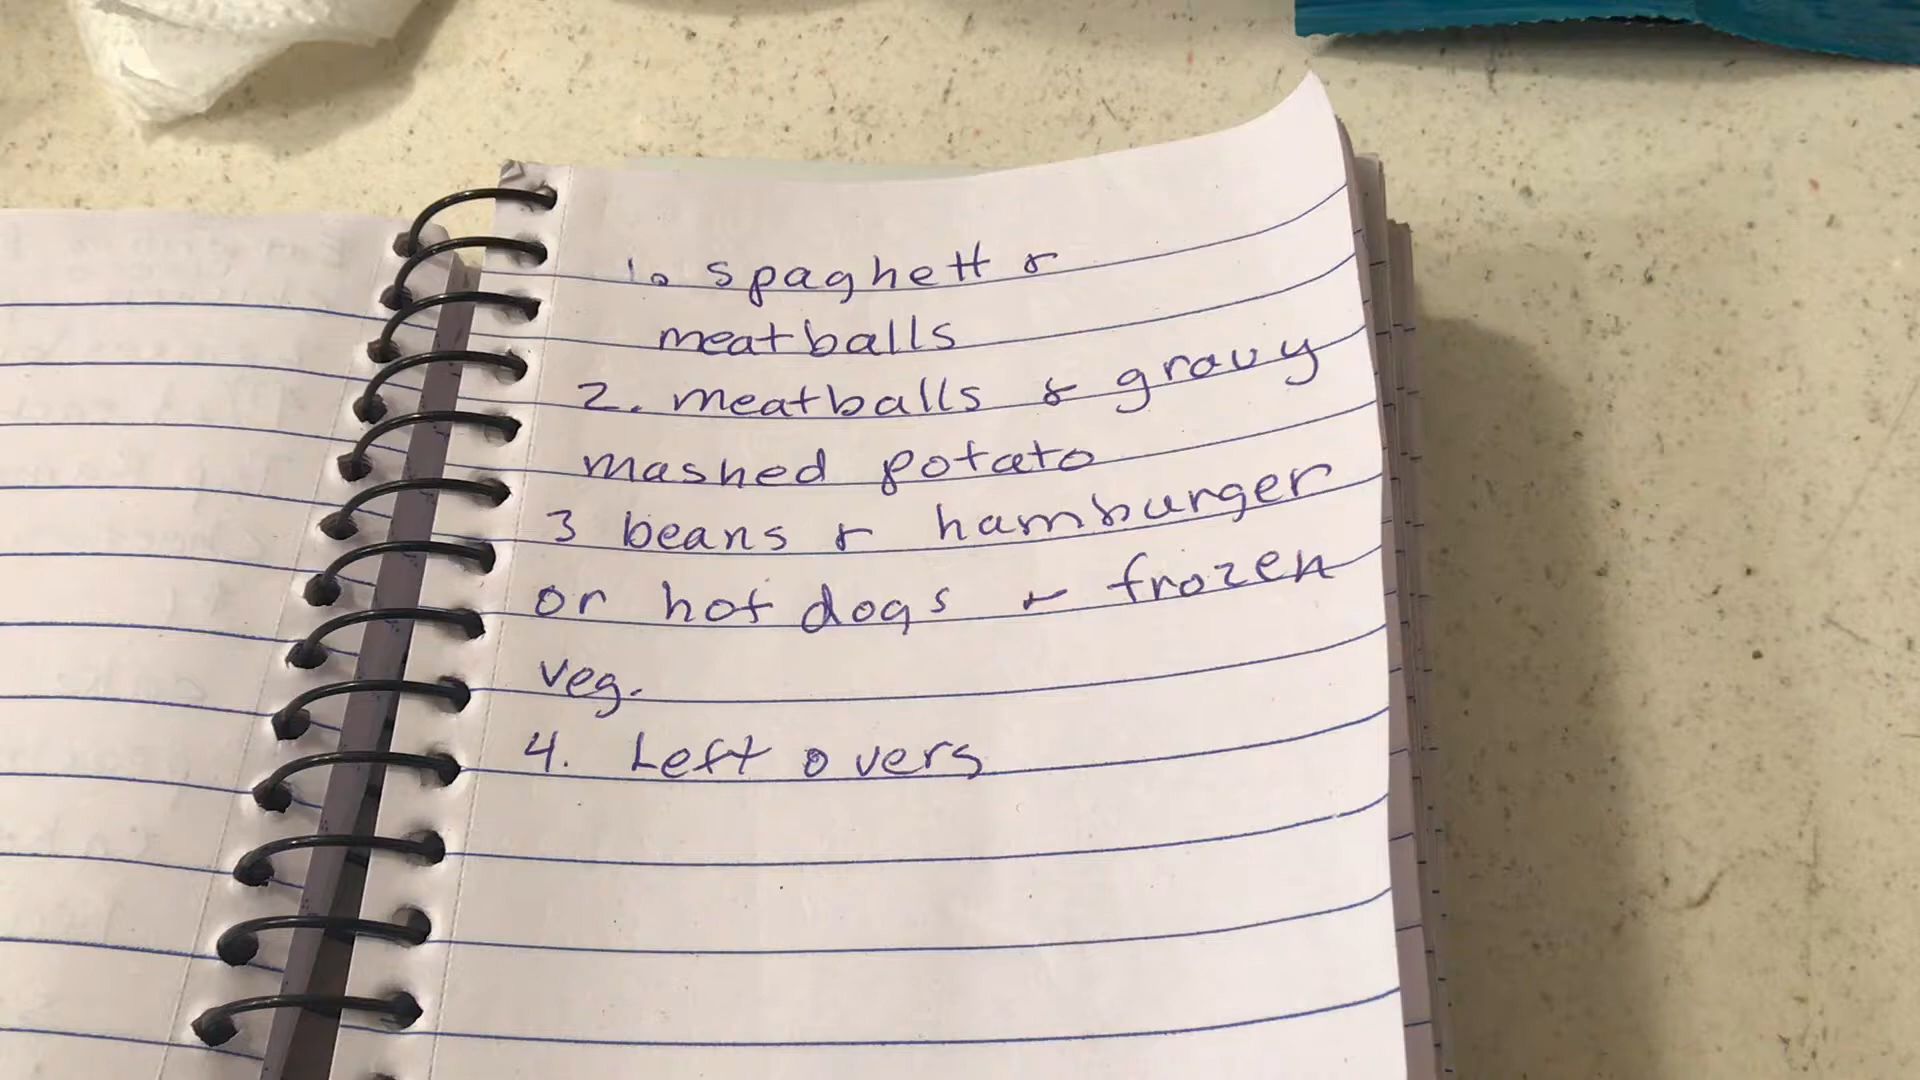 1. spaghetti &
meatballs
2. meatballs & gravy
mashed potato
3 beans & hamburger
or hot dogs & frozen
veg.
4. Left overs